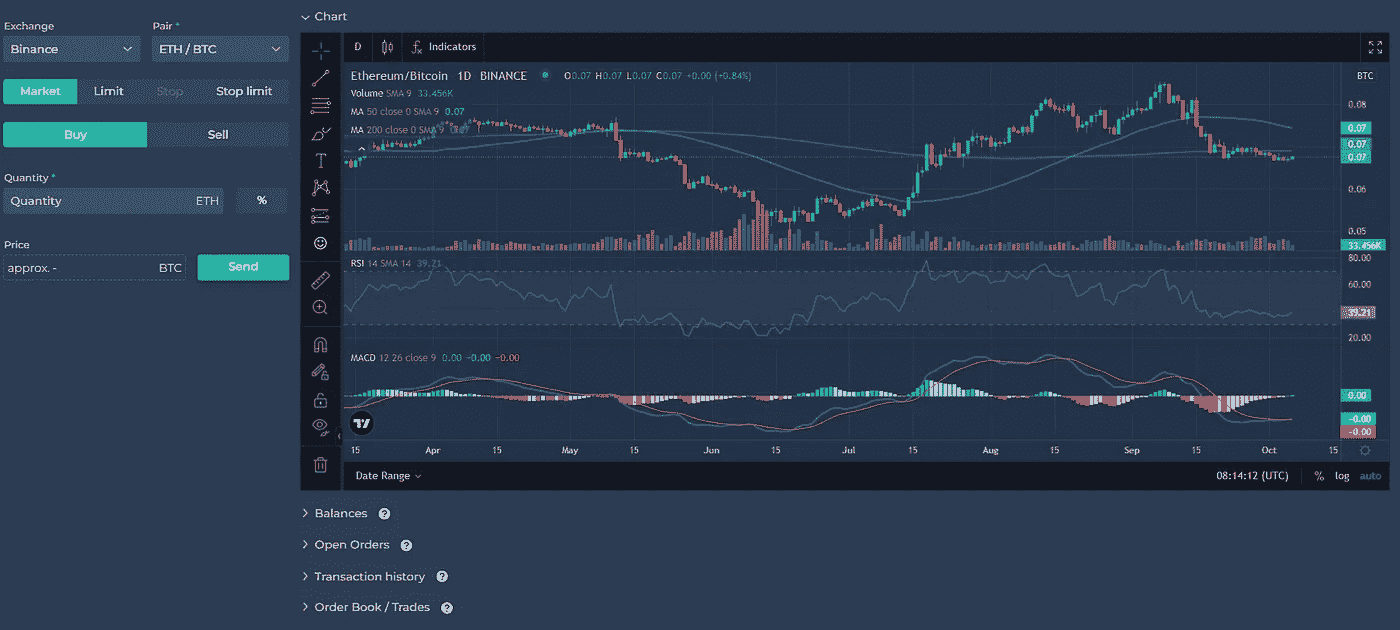 Exchange
Pair *
Binance
ETH / BTC
Market Limit Stop Stop limit
Buy Sell
Quantity *
Quantity ETH %
Price
approx. - BTC Send
Chart
D Indicators
Ethereum/Bitcoin 1D BINANCE O0.07 H0.07 L0.07 C0.07 +0.00 (+0.84%)
BTC
Volume SMA 9 33.456K
MA 50 close 0 SMA 9 0.07
MA 200 close 0 SMA 9 0.07
T
0.08
0.07
0.07
0.07
0.06
0.05
33.456K
RSI 14 SMA 14 39.21
80.00
60.00
39.21
20.00
MACD 12 26 close 9 0.00 −0.00 −0.00
0.00
−0.00
−0.00
15 Apr 15 May 15 Jun 15 Jul 15 Aug 15 Sep 15 Oct 15
Date Range 08:14:12 (UTC) % log auto
Balances ?
Open Orders ?
Transaction history ?
Order Book / Trades ?